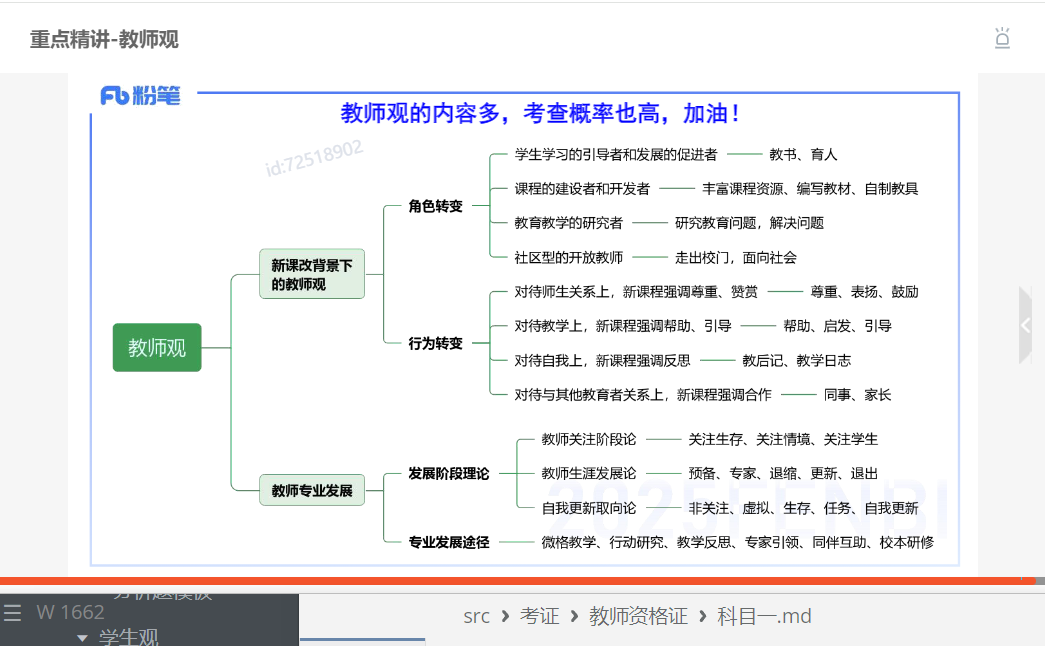 重点精讲-教师观
粉笔
教师观的内容多，考查概率也高，加油！
id:72518902
教师观
新课改背景下
的教师观
角色转变
学生学习的引导者和发展的促进者 教书、育人
课程的建设者和开发者 丰富课程资源、编写教材、自制教具
教育教学的研究者 研究教育问题，解决问题
社区型的开放教师 走出校门，面向社会
行为转变
对待师生关系上，新课程强调尊重、赞赏 尊重、表扬、鼓励
对待教学上，新课程强调帮助、引导 帮助、启发、引导
对待自我上，新课程强调反思 教后记、教学日志
对待与其他教育者关系上，新课程强调合作 同事、家长
教师专业发展
发展阶段理论
教师关注阶段论 关注生存、关注情境、关注学生
教师生涯发展论 预备、专家、退缩、更新、退出
自我更新取向论 非关注、虚拟、生存、任务、自我更新
专业发展途径 微格教学、行动研究、教学反思、专家引领、同伴互助、校本研修
2025FENBI
W 1662
学生观
src › 考证 › 教师资格证 › 科目一.md